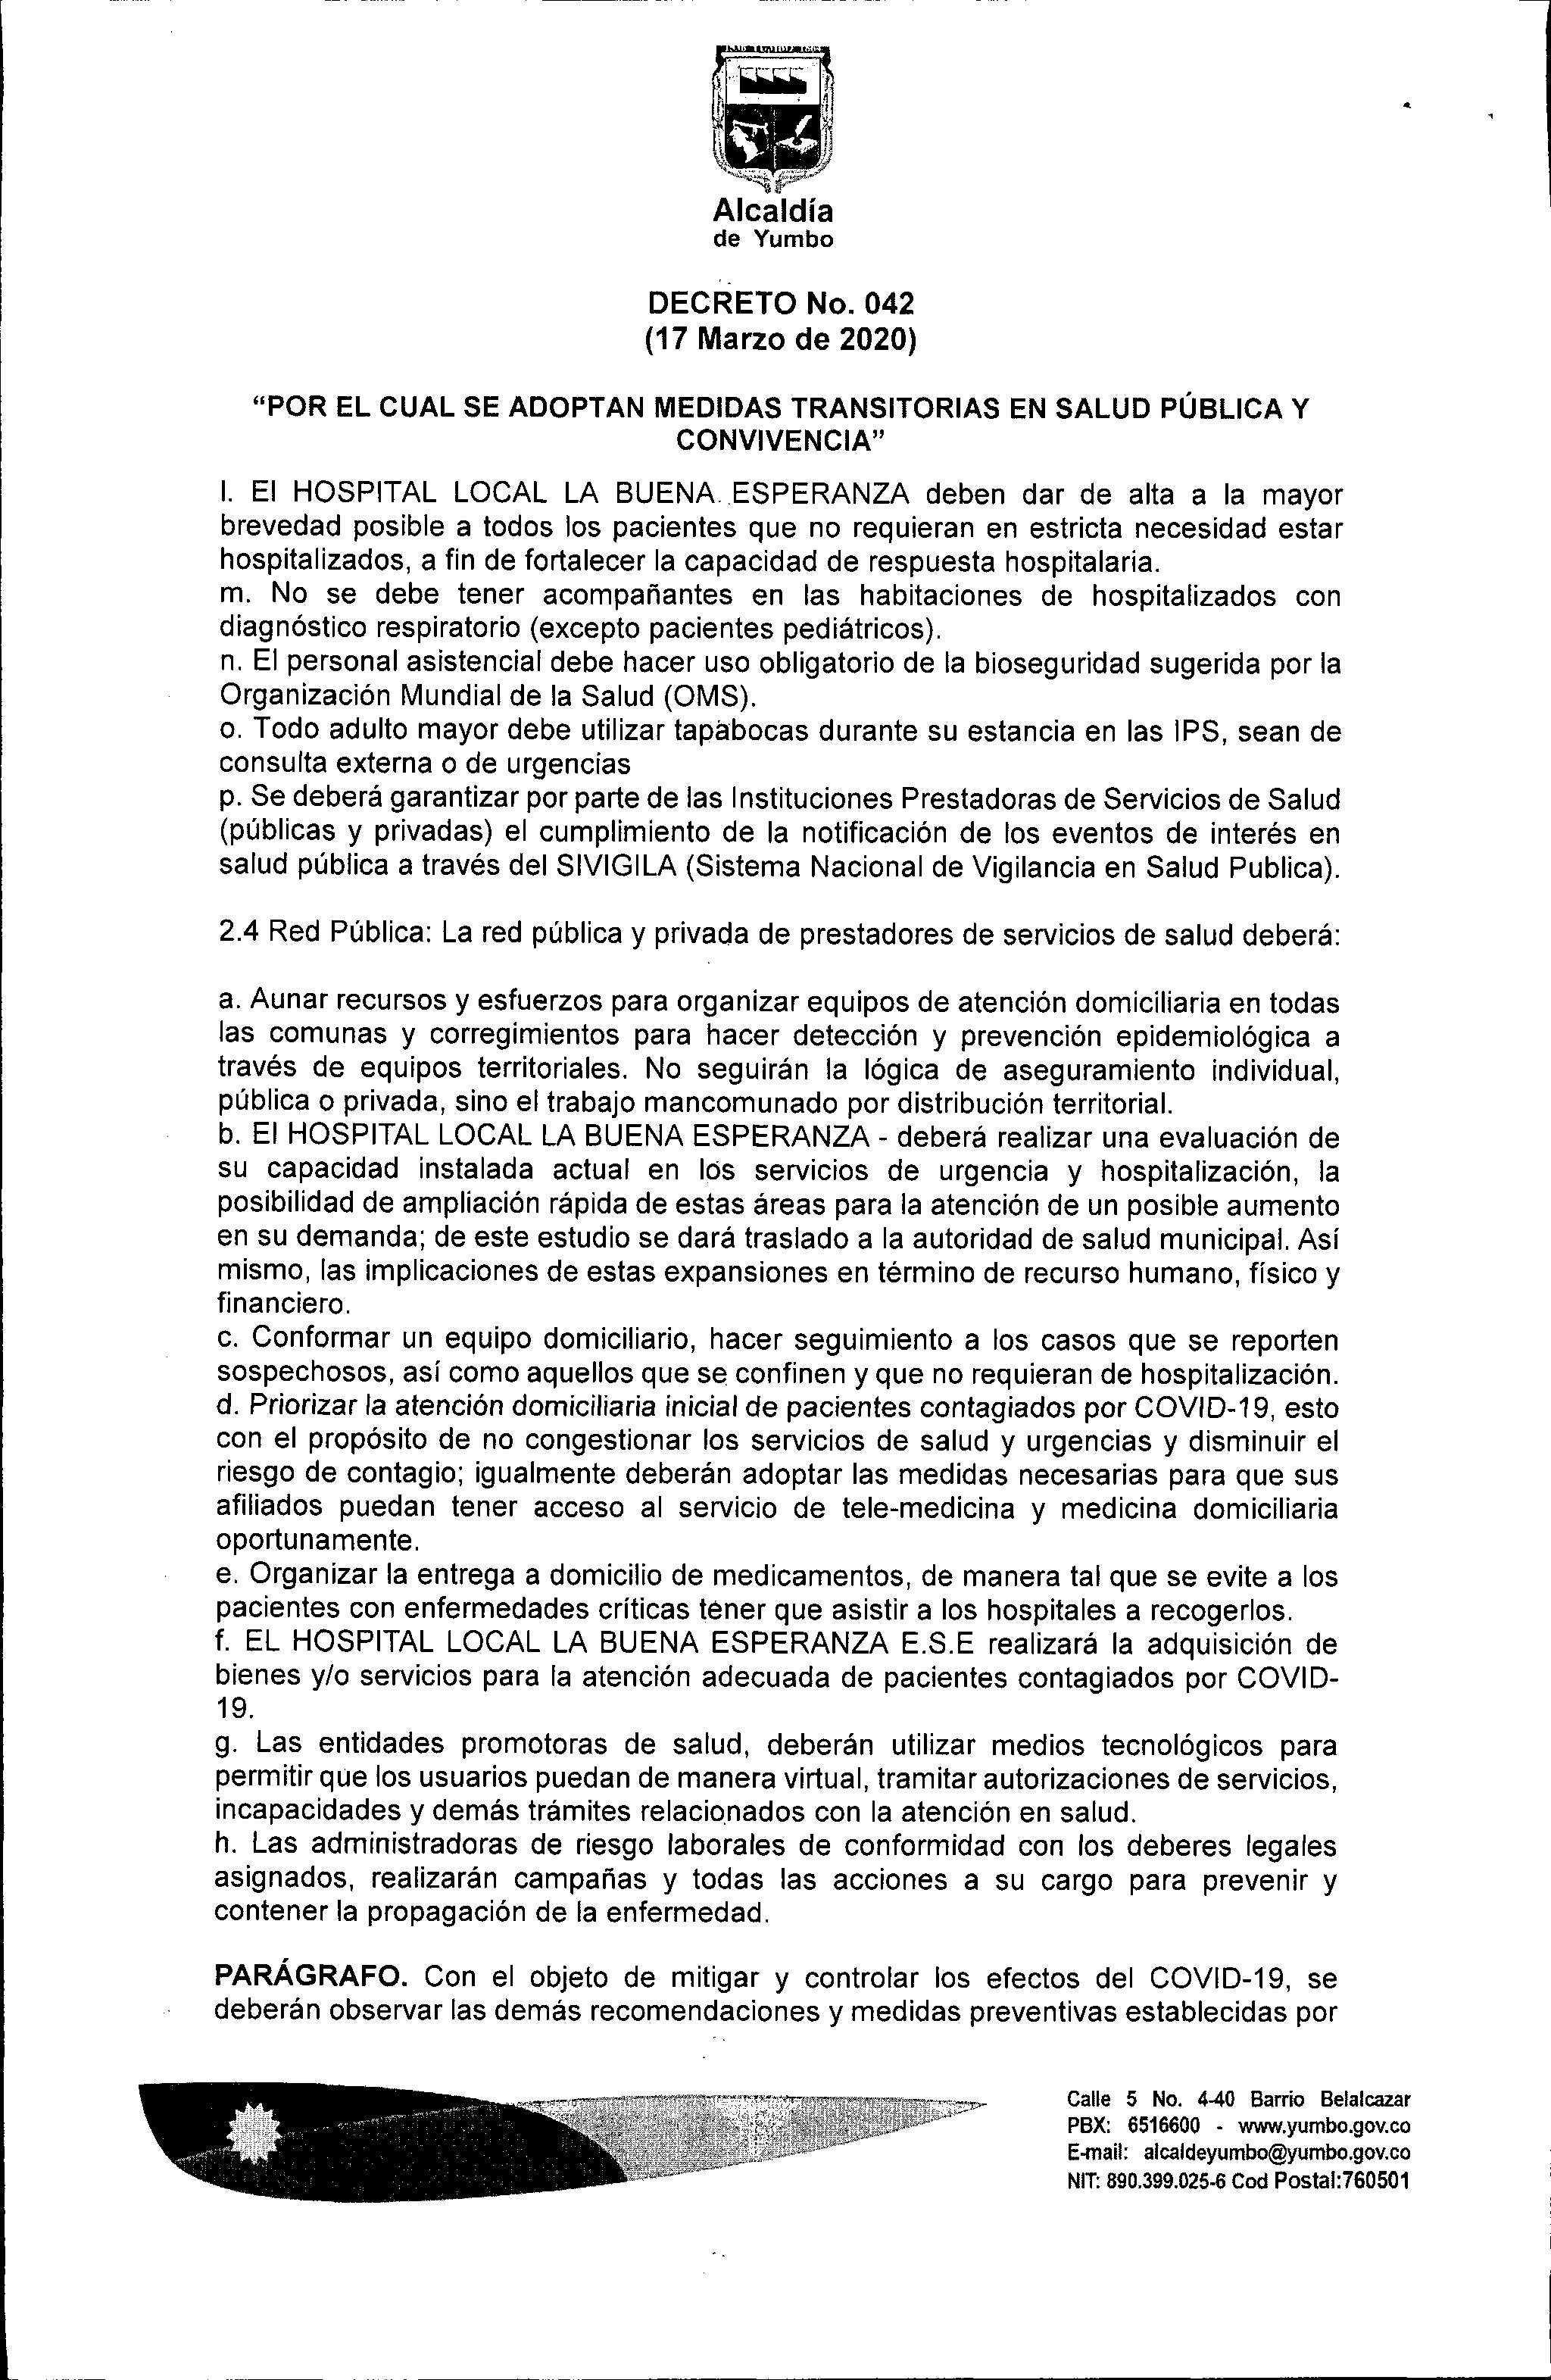 Alcaldía
de Yumbo
DECRETO No. 042
(17 Marzo de 2020)
“POR EL CUAL SE ADOPTAN MEDIDAS TRANSITORIAS EN SALUD PÚBLICA Y
CONVIVENCIA”
l. El HOSPITAL LOCAL LA BUENA ESPERANZA deben dar de alta a la mayor
brevedad posible a todos los pacientes que no requieran en estricta necesidad estar
hospitalizados, a fin de fortalecer la capacidad de respuesta hospitalaria.
m. No se debe tener acompañantes en las habitaciones de hospitalizados con
diagnóstico respiratorio (excepto pacientes pediátricos).
n. El personal asistencial debe hacer uso obligatorio de la bioseguridad sugerida por la
Organización Mundial de la Salud (OMS).
o. Todo adulto mayor debe utilizar tapabocas durante su estancia en las IPS, sean de
consulta externa o de urgencias
p. Se deberá garantizar por parte de las Instituciones Prestadoras de Servicios de Salud
(públicas y privadas) el cumplimiento de la notificación de los eventos de interés en
salud pública a través del SIVIGILA (Sistema Nacional de Vigilancia en Salud Publica).
2.4 Red Pública: La red pública y privada de prestadores de servicios de salud deberá:
a. Aunar recursos y esfuerzos para organizar equipos de atención domiciliaria en todas
las comunas y corregimientos para hacer detección y prevención epidemiológica a
través de equipos territoriales. No seguirán la lógica de aseguramiento individual,
pública o privada, sino el trabajo mancomunado por distribución territorial.
b. El HOSPITAL LOCAL LA BUENA ESPERANZA - deberá realizar una evaluación de
su capacidad instalada actual en los servicios de urgencia y hospitalización, la
posibilidad de ampliación rápida de estas áreas para la atención de un posible aumento
en su demanda; de este estudio se dará traslado a la autoridad de salud municipal. Así
mismo, las implicaciones de estas expansiones en término de recurso humano, físico y
financiero.
c. Conformar un equipo domiciliario, hacer seguimiento a los casos que se reporten
sospechosos, así como aquellos que se confinen y que no requieran de hospitalización.
d. Priorizar la atención domiciliaria inicial de pacientes contagiados por COVID-19, esto
con el propósito de no congestionar los servicios de salud y urgencias y disminuir el
riesgo de contagio; igualmente deberán adoptar las medidas necesarias para que sus
afiliados puedan tener acceso al servicio de tele-medicina y medicina domiciliaria
oportunamente.
e. Organizar la entrega a domicilio de medicamentos, de manera tal que se evite a los
pacientes con enfermedades críticas tener que asistir a los hospitales a recogerlos.
f. EL HOSPITAL LOCAL LA BUENA ESPERANZA E.S.E realizará la adquisición de
bienes y/o servicios para la atención adecuada de pacientes contagiados por COVID-
19.
g. Las entidades promotoras de salud, deberán utilizar medios tecnológicos para
permitir que los usuarios puedan de manera virtual, tramitar autorizaciones de servicios,
incapacidades y demás trámites relacionados con la atención en salud.
h. Las administradoras de riesgo laborales de conformidad con los deberes legales
asignados, realizarán campañas y todas las acciones a su cargo para prevenir y
contener la propagación de la enfermedad.
PARÁGRAFO. Con el objeto de mitigar y controlar los efectos del COVID-19, se
deberán observar las demás recomendaciones y medidas preventivas establecidas por
Calle 5 No. 4-40 Barrio Belalcazar
PBX: 6516600 - www.yumbo.gov.co
E-mail: alcaldeyumbo@yumbo.gov.co
NIT: 890.399.025-6 Cod Postal:760501